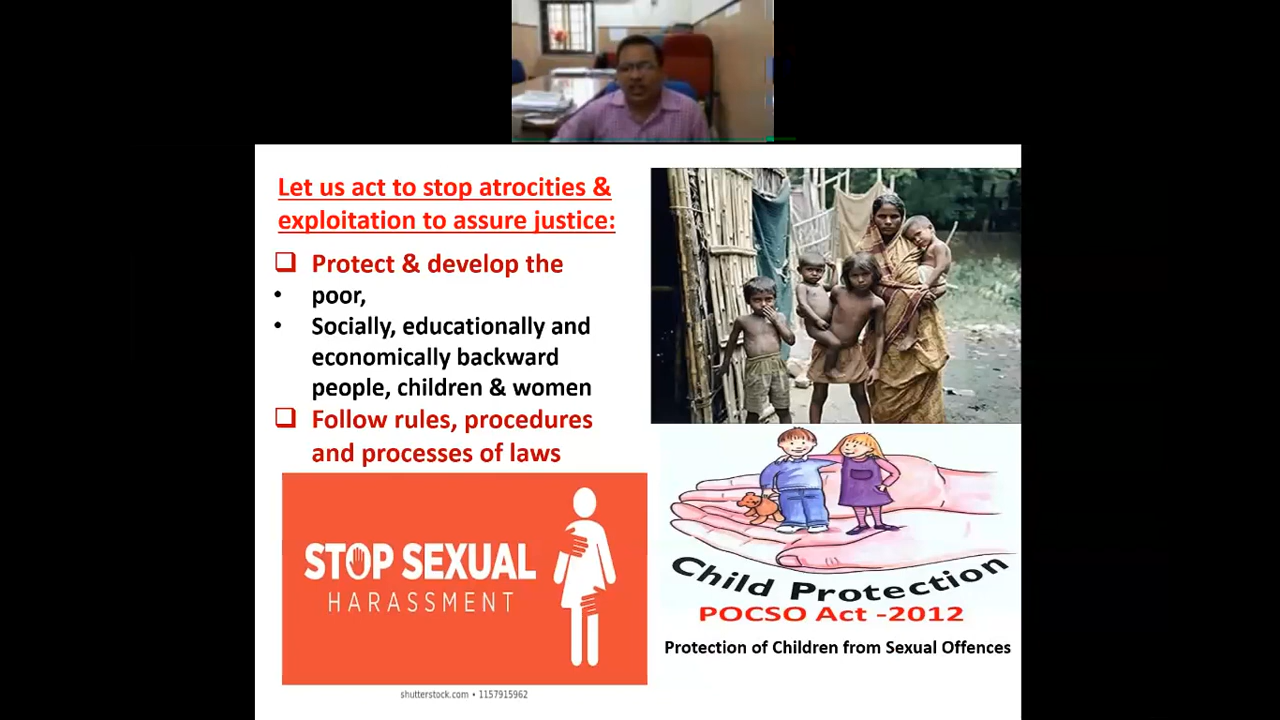 Let us act to stop atrocities &
exploitation to assure justice:
❑ Protect & develop the
• poor,
• Socially, educationally and
economically backward
people, children & women
❑ Follow rules, procedures
and processes of laws
STOP SEXUAL
HARASSMENT
shutterstock.com • 1157915962
Child Protection
POCSO Act -2012
Protection of Children from Sexual Offences